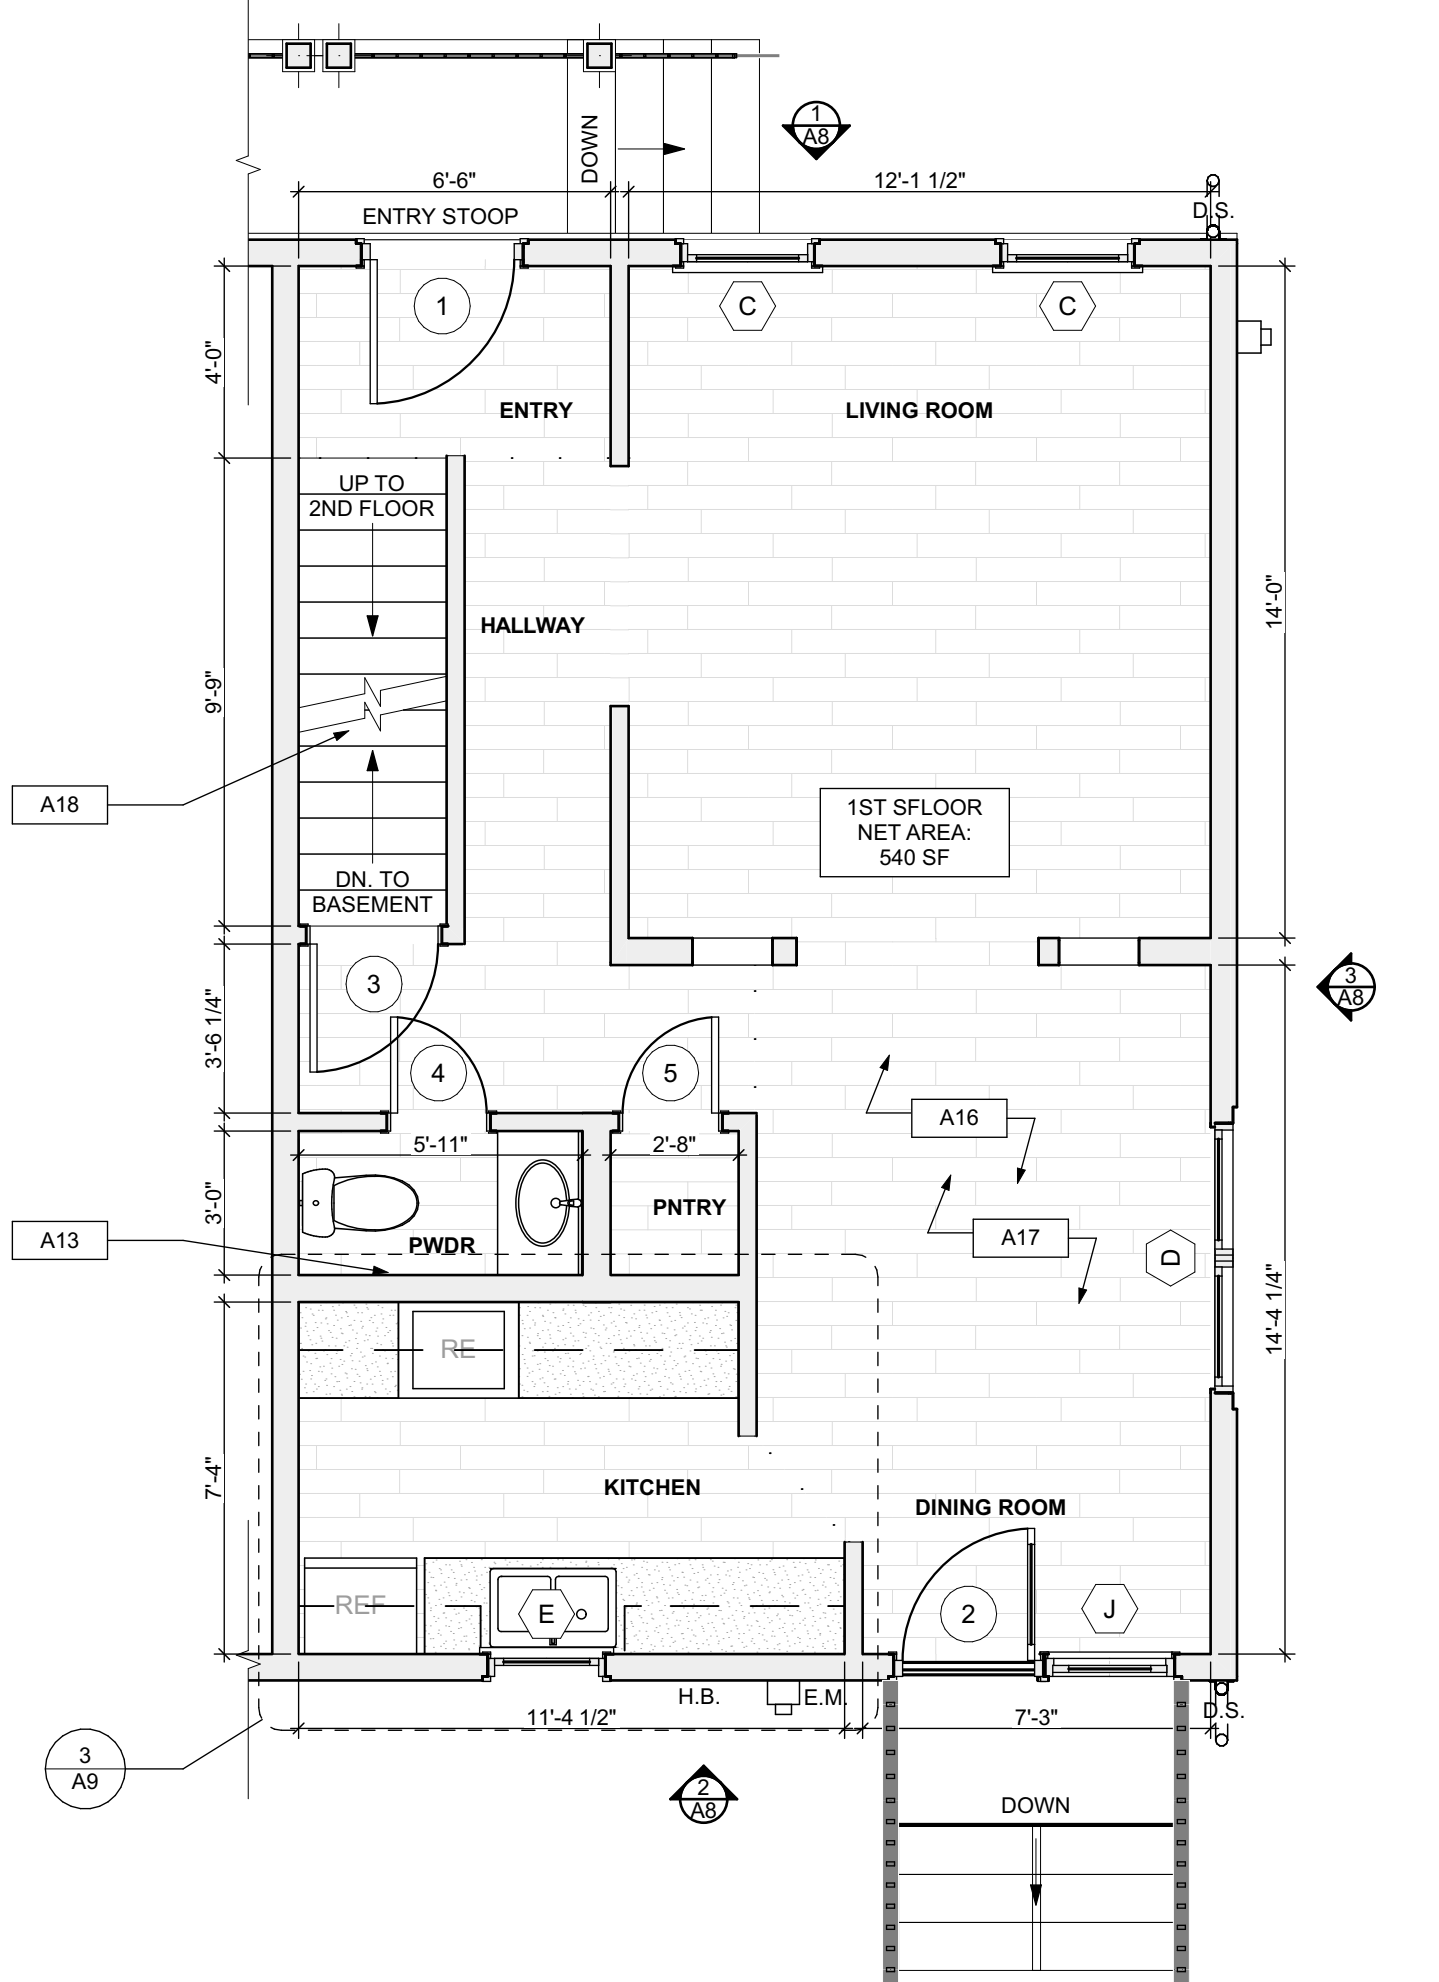 DOWN
1
A8
6'-6"
12'-1 1/2"
ENTRY STOOP
D.S.
1
C
C
4'-0"
ENTRY
LIVING ROOM
UP TO
2ND FLOOR
14'-0"
HALLWAY
9'-9"
A18
1ST SFLOOR
NET AREA:
540 SF
DN. TO
BASEMENT
3
3
A8
3'-6 1/4"
4
5
A16
5'-11"
2'-8"
3'-0"
PNTRY
A13
PWDR
A17
D
14'-4 1/4"
RE
7'-4"
KITCHEN
DINING ROOM
REF
E
2
J
H.B.
E.M.
D.S.
11'-4 1/2"
7'-3"
3
A9
2
A8
DOWN